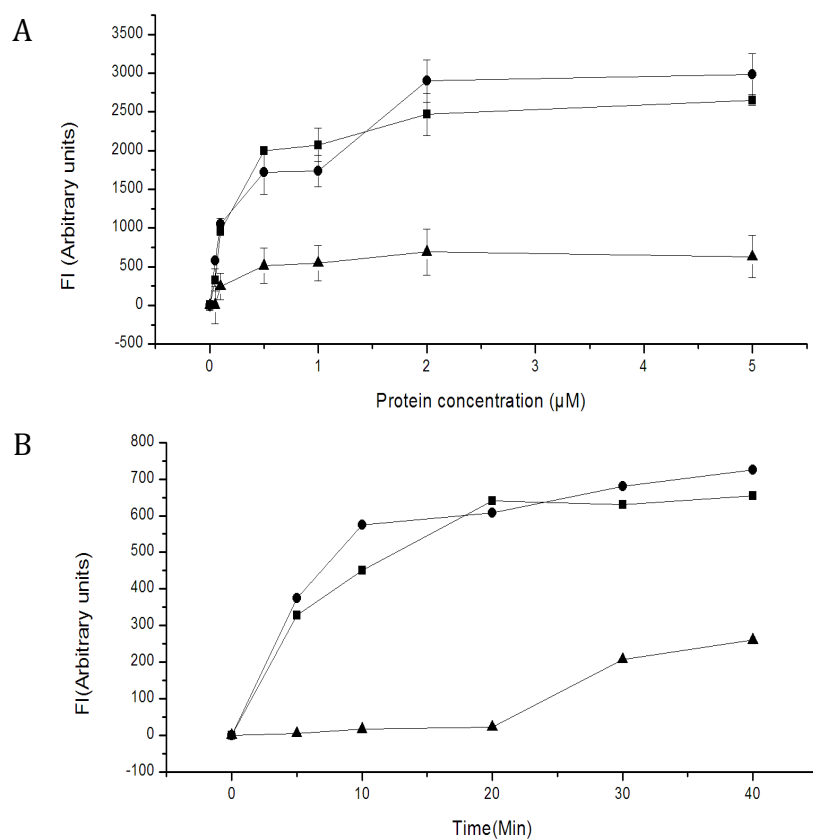 A
3500
3000
2500
2000
1500
1000
500
0
-500
FI (Arbitrary units)
0 1 2 3 4 5
Protein concentration (µM)
B
800
700
600
500
400
300
200
100
0
-100
FI(Arbitrary units)
0 10 20 30 40
Time(Min)